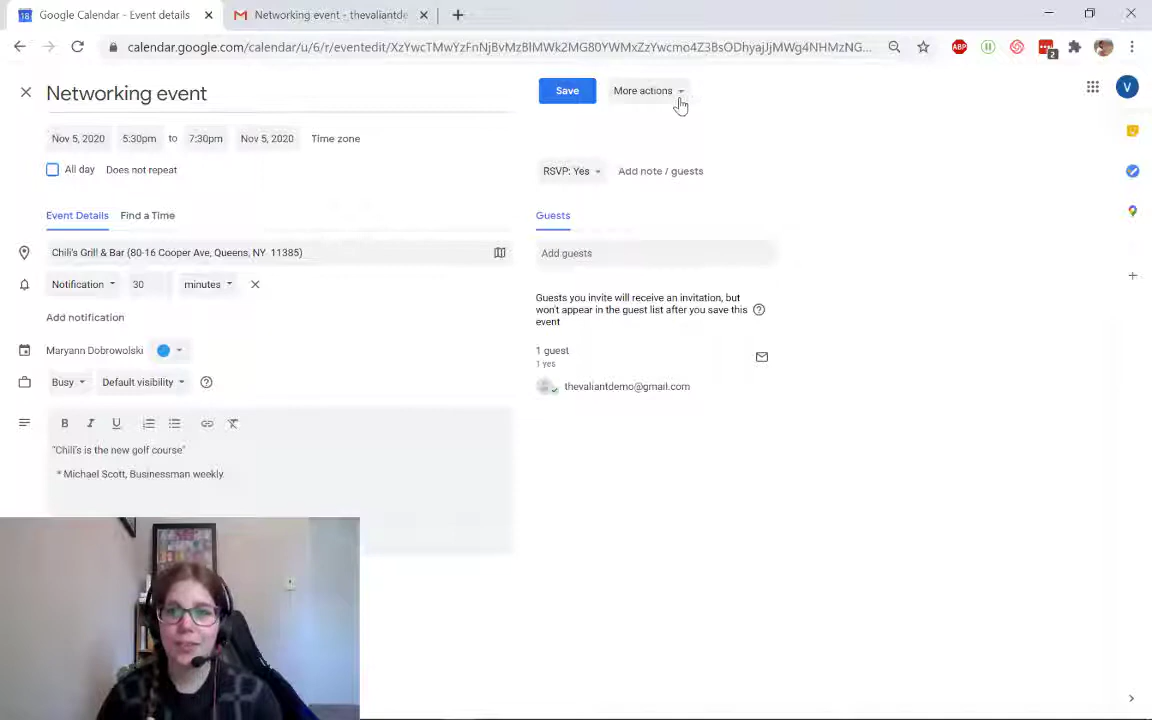 Google Calendar - Event details
Networking event - thevaliantde
calendar.google.com/calendar/u/6/r/eventedit/XzYwcTMwYzFnNjBvMzBIMWk2MG80YWMxZzYwcmo4Z3BsODhyajJjMWg4NHMzNG...
ABP
2
Networking event
Save
More actions
V
Nov 5, 2020
5:30pm
to
7:30pm
Nov 5, 2020
Time zone
All day
Does not repeat
RSVP: Yes
Add note / guests
Event Details
Find a Time
Guests
Chili's Grill & Bar (80-16 Cooper Ave, Queens, NY 11385)
Add guests
Notification
30
minutes
Guests you invite will receive an invitation, but
won't appear in the guest list after you save this
event
Add notification
Maryann Dobrowolski
1 guest
1 yes
Busy
Default visibility
thevaliantdemo@gmail.com
B I U
"Chili's is the new golf course"
* Michael Scott, Businessman weekly